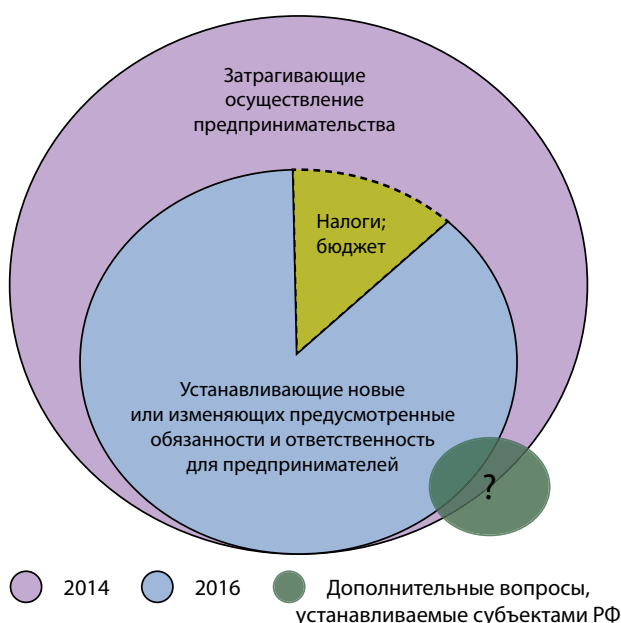 Затрагивающие
осуществление
предпринимательства
Налоги;
бюджет
Устанавливающие новые
или изменяющих предусмотренные
обязанности и ответственность
для предпринимателей
?
2014
2016
Дополнительные вопросы,
устанавливаемые субъектами РФ